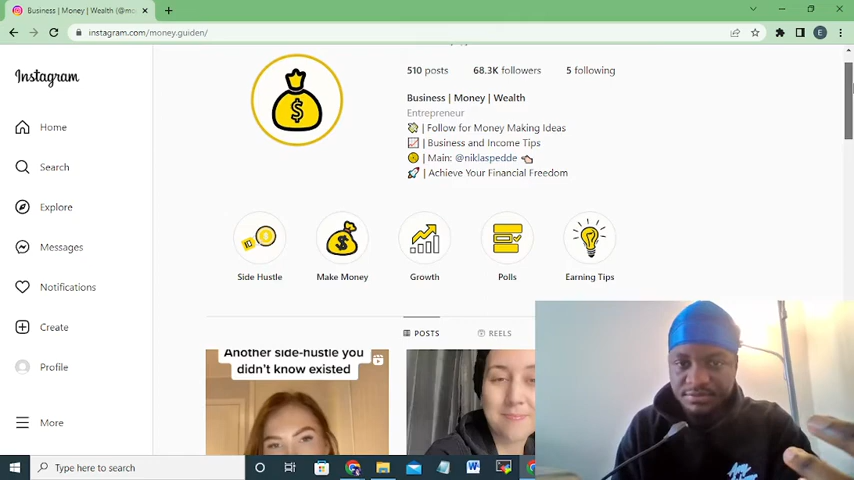 Business | Money | Wealth (@mo
instagram.com/money.guiden/
E
Instagram
Home
Search
Explore
Messages
Notifications
Create
Profile
More
510 posts 68.3K followers 5 following
Business | Money | Wealth
Entrepreneur
| Follow for Money Making Ideas
| Business and Income Tips
| Main: @niklaspedde
| Achieve Your Financial Freedom
Side Hustle Make Money Growth Polls Earning Tips
POSTS REELS
Another side-hustle you
didn't know existed
Type here to search